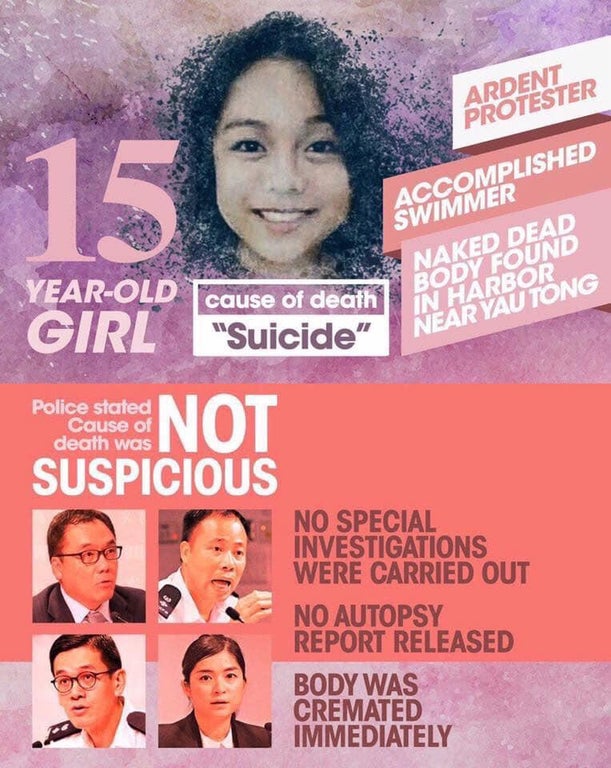 15
YEAR-OLD
GIRL
ARDENT
PROTESTER
ACCOMPLISHED
SWIMMER
NAKED DEAD
BODY FOUND
IN HARBOR
NEAR YAU TONG
cause of death
"Suicide"
Police stated
Cause of
death was
NOT
SUSPICIOUS
NO SPECIAL
INVESTIGATIONS
WERE CARRIED OUT
NO AUTOPSY
REPORT RELEASED
BODY WAS
CREMATED
IMMEDIATELY